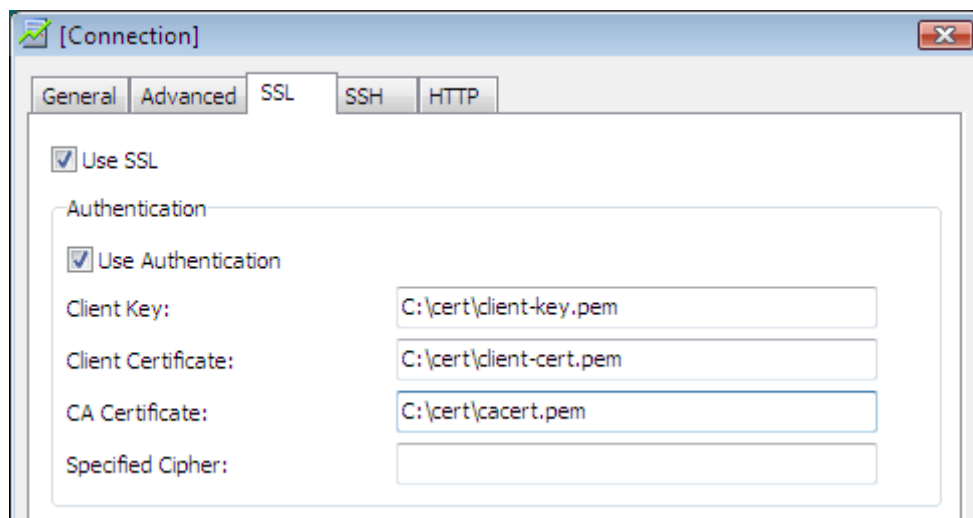 [Connection]
General Advanced SSL SSH HTTP
Use SSL
Authentication
Use Authentication
Client Key: C:\cert\client-key.pem
Client Certificate: C:\cert\client-cert.pem
CA Certificate: C:\cert\cacert.pem
Specified Cipher: